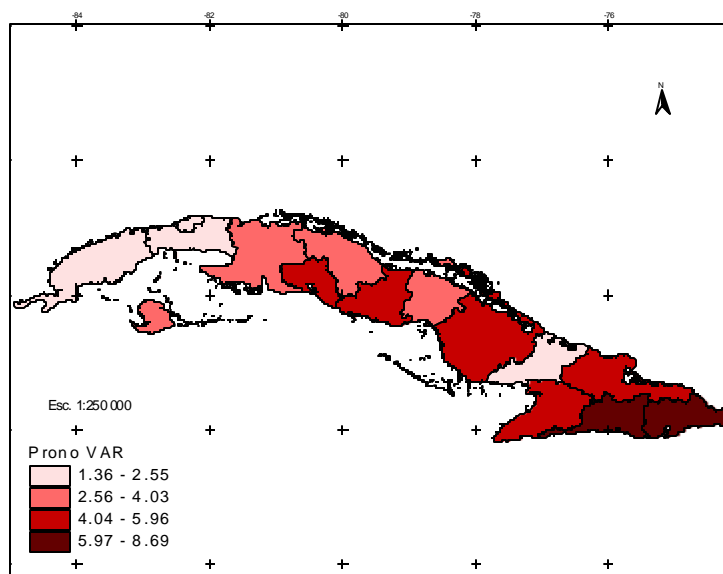 -84 -82 -80 -78 -76
N
Esc. 1:250 000
Prono VAR
1.36 - 2.55
2.56 - 4.03
4.04 - 5.96
5.97 - 8.69